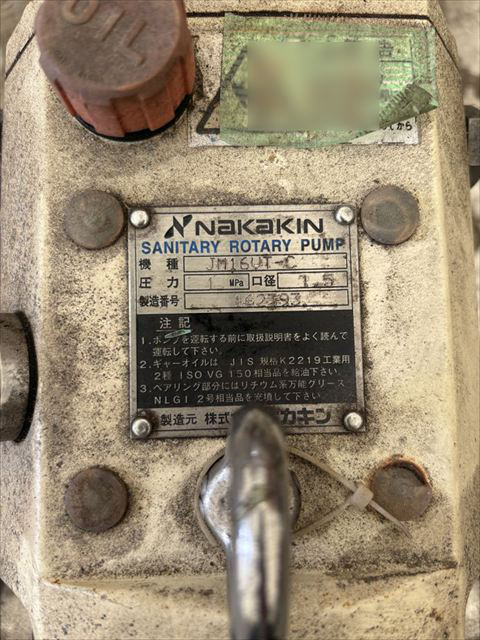 OIL
てから
NAKAKIN
SANITARY ROTARY PUMP
機種 JM16VT-C
圧力 1 MPa 口径 1.5
製造番号
注記
1.ポンプを運転する前に取扱説明書をよく読んで
運転して下さい。
2.ギャーオイルは JIS 規格K2219工業用
2種 ISO VG 150相当品を給油下さい。
3.ベアリング部分にはリチウム系万能グリース
NLGI 2号相当品を充填して下さい。
製造元 株式 カキン